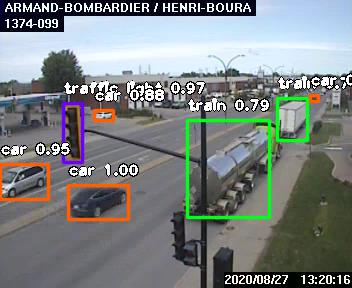 ARMAND-BOMBARDIER / HENRI-BOURA
1374-099
traffic light 0.97
car 0.88
train 0.79
car 0.95
car 1.00
2020/08/27 13:20:16